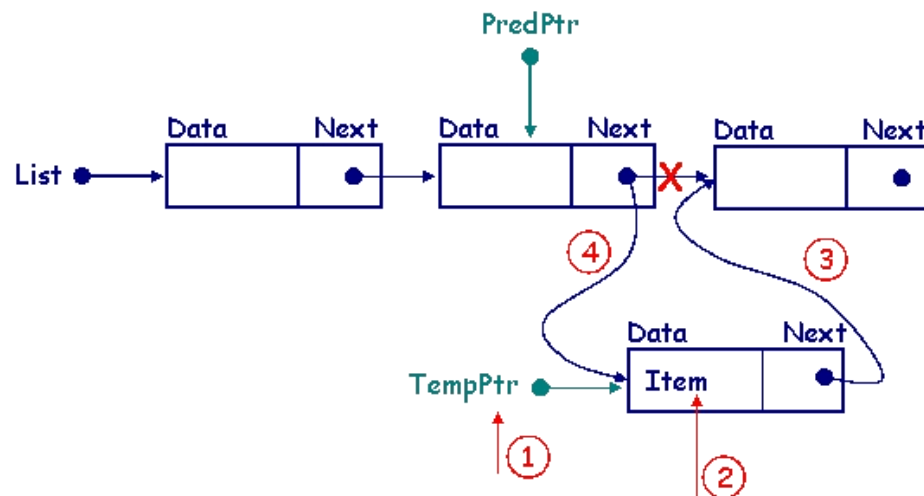 PredPtr
Data Next Data Next Data Next
List
X
4
3
Data Next
TempPtr Item
1
2